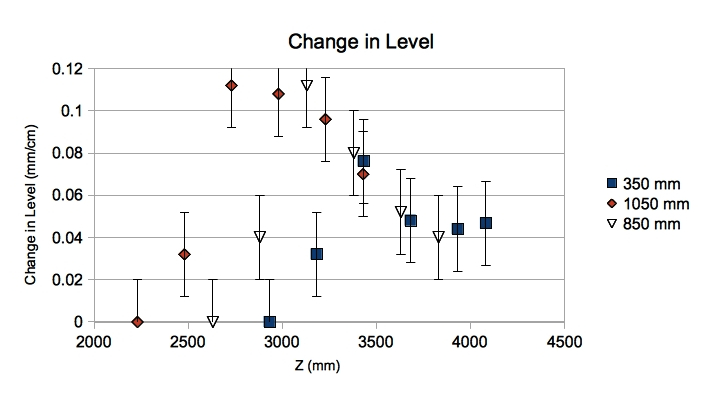 Change in Level
0.12
0.1
0.08
0.06
0.04
0.02
0
2000 2500 3000 3500 4000 4500
Change in Level (mm/cm)
Z (mm)
350 mm
1050 mm
850 mm